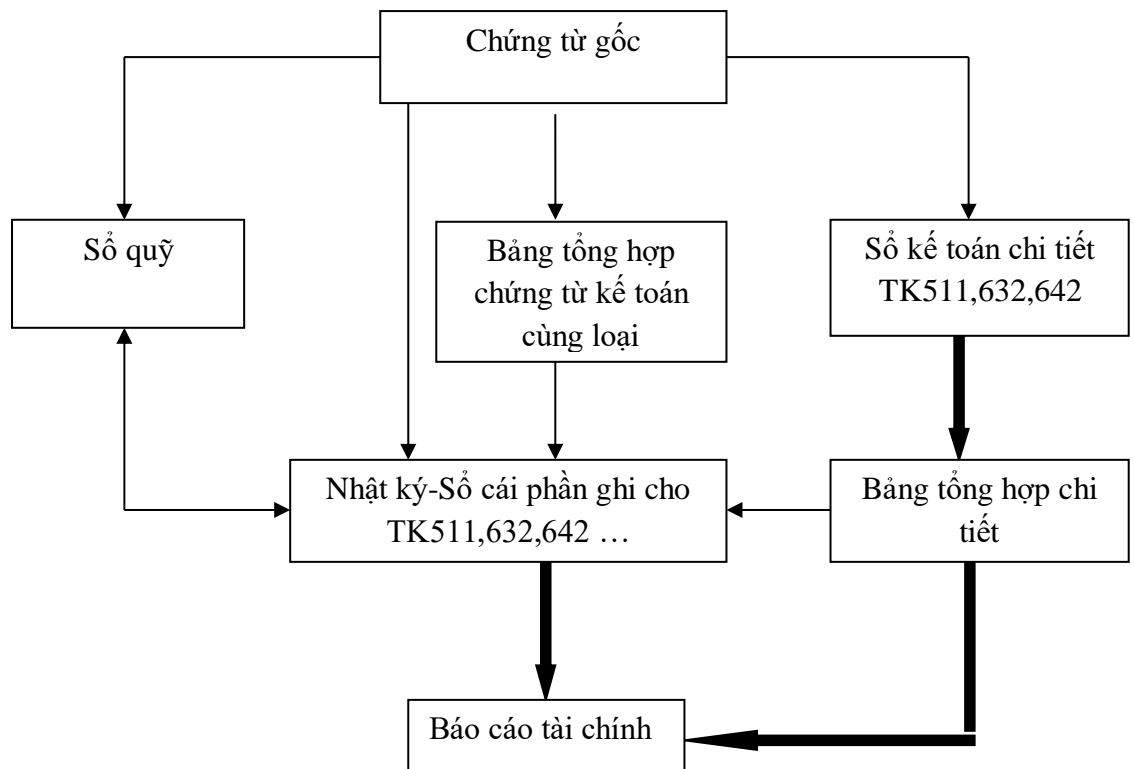 Chứng từ gốc
Sổ quỹ
Bảng tổng hợp
chứng từ kế toán
cùng loại
Sổ kế toán chi tiết
TK511,632,642
Nhật ký-Sổ cái phần ghi cho
TK511,632,642 …
Bảng tổng hợp chi
tiết
Báo cáo tài chính